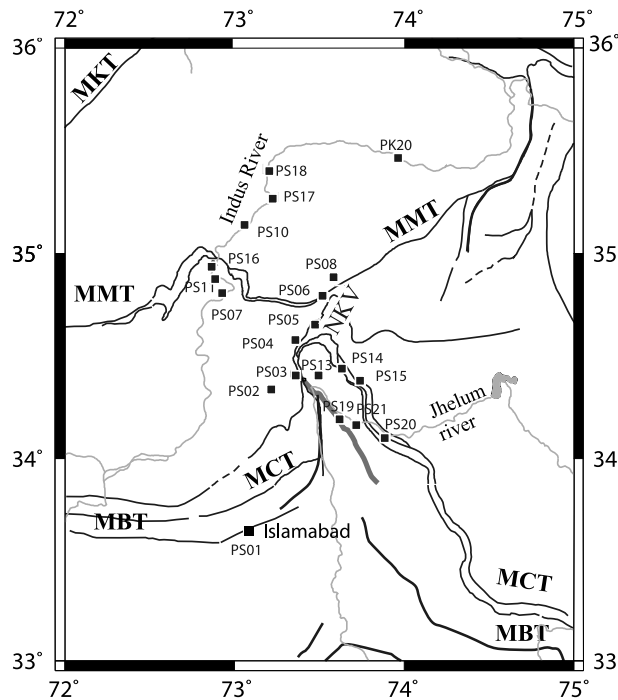 72° 73° 74° 75°
36° 36°
MKT
PK20
Indus River
PS18
PS17
PS10
MMT
35° 35°
PS16
PS08
PS11
PS06
MMT
PS07
NKV
PS05
PS04
PS14
PS03 PS13
PS15
PS02
Jhelum
river
PS19 PS21
PS20
34° 34°
MCT
MBT
Islamabad
PS01
MCT
MBT
33° 33°
72° 73° 74° 75°